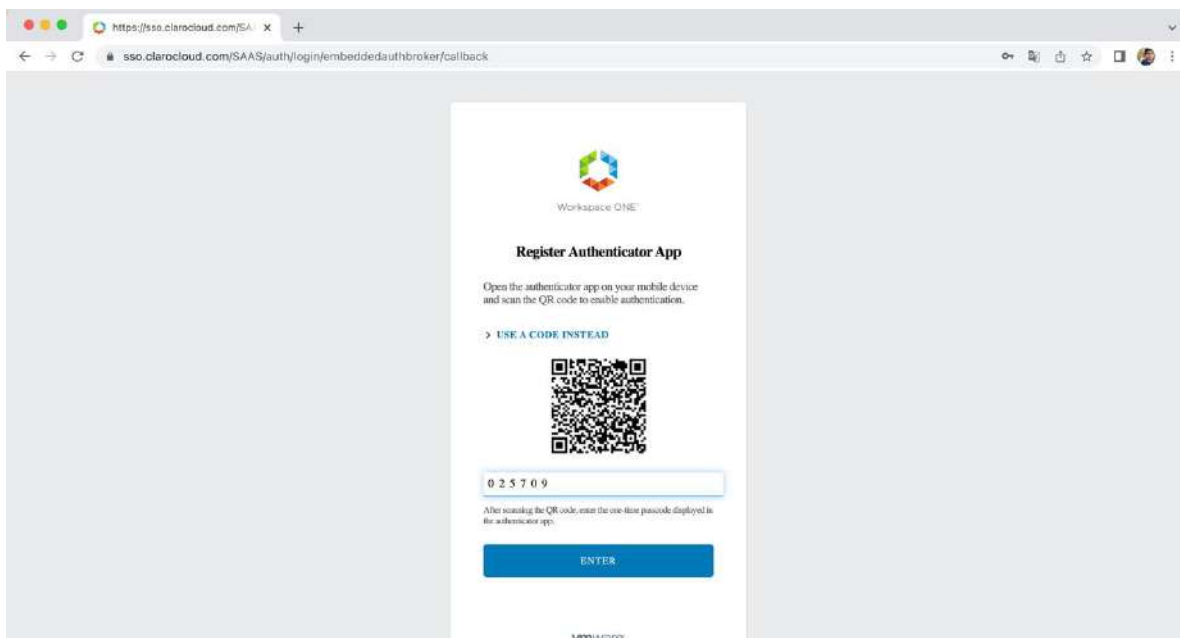 https://sso.clarocloud.com/SA
sso.clarocloud.com/SAAS/auth/login/embeddedauthbroker/callback
Workspace ONE™
Register Authenticator App
Open the authenticator app on your mobile device
and scan the QR code to enable authentication.
> USE A CODE INSTEAD
025709
After scanning the QR code, enter the one-time passcode displayed in
the authenticator app.
ENTER
vmware